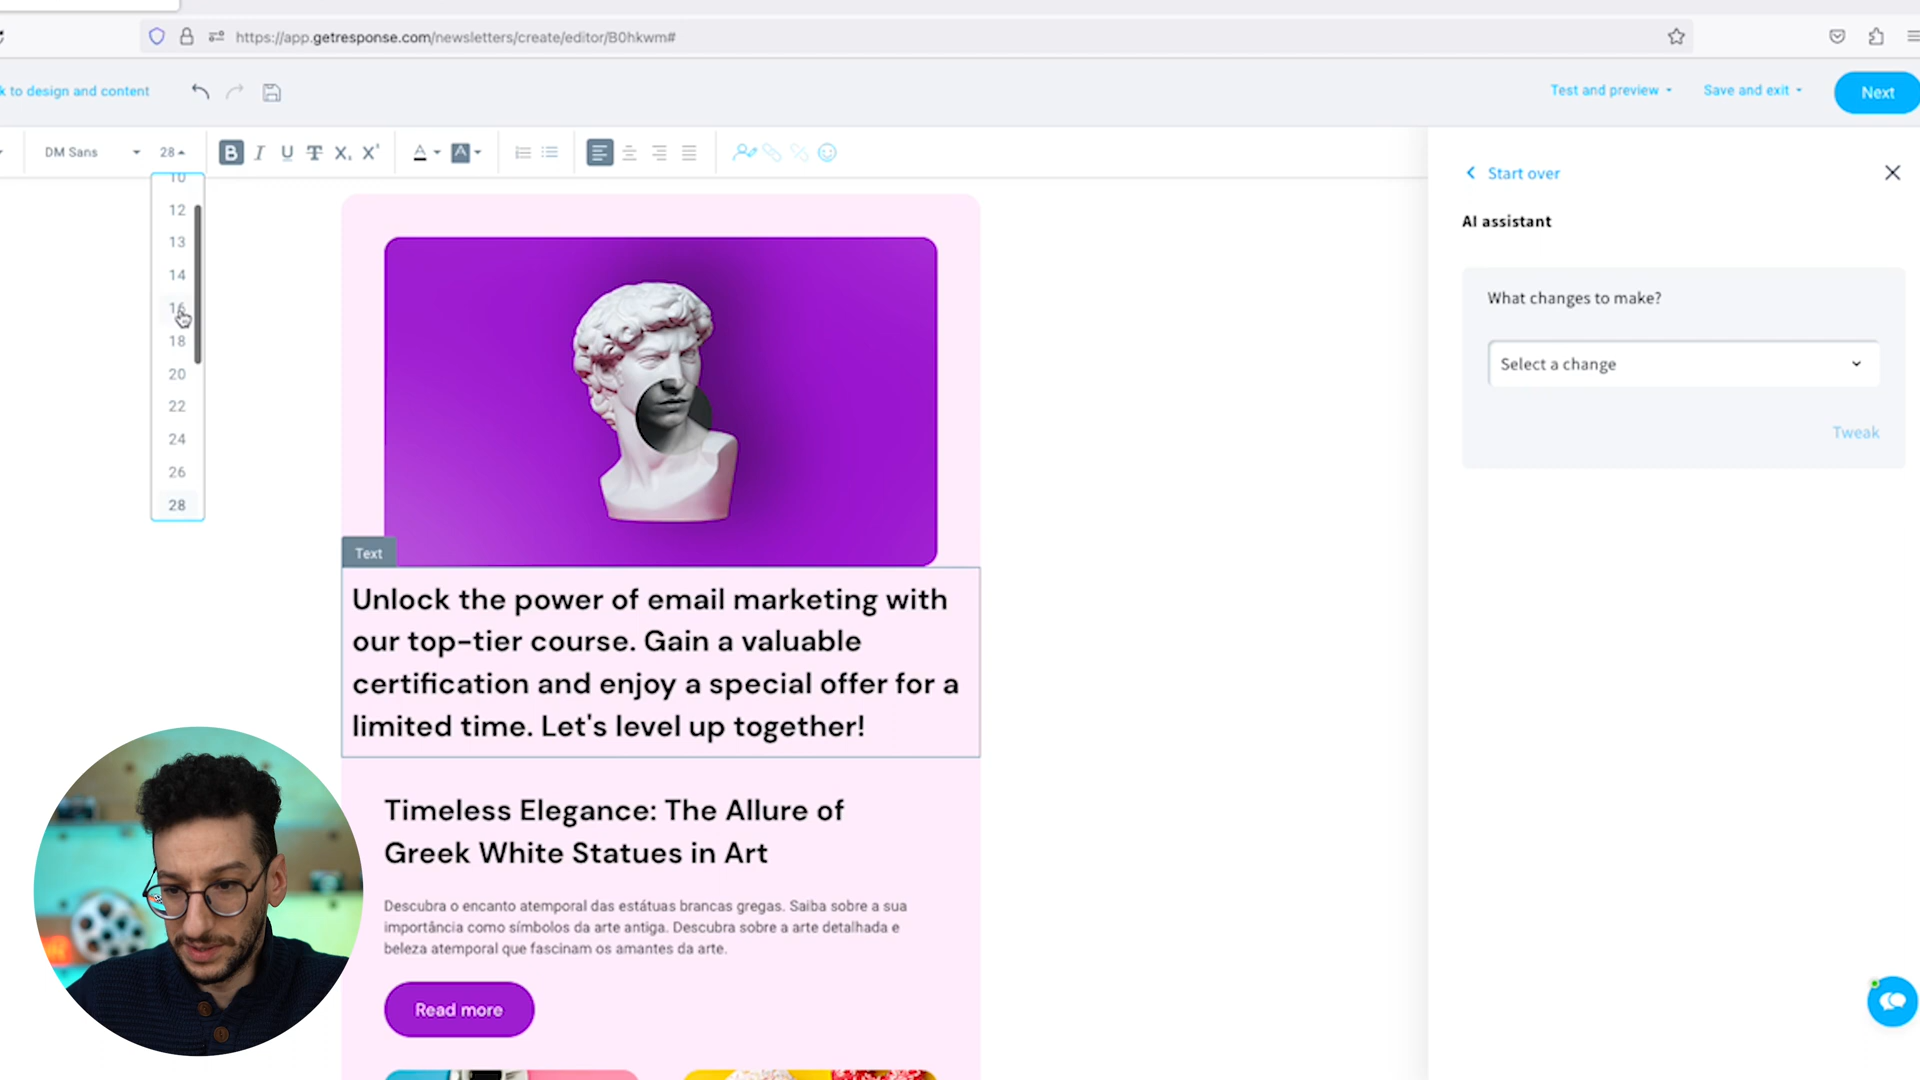 https://app.getresponse.com/newsletters/create/editor/B0hkwm#
k to design and content
Test and preview
Save and exit
Next
DM Sans
28
10
12
13
14
16
18
20
22
24
26
28
Start over
AI assistant
What changes to make?
Select a change
Tweak
Text
Unlock the power of email marketing with
our top-tier course. Gain a valuable
certification and enjoy a special offer for a
limited time. Let's level up together!
Timeless Elegance: The Allure of
Greek White Statues in Art
Descubra o encanto atemporal das estátuas brancas gregas. Saiba sobre a sua
importância como símbolos da arte antiga. Descubra sobre a arte detalhada e
beleza atemporal que fascinam os amantes da arte.
Read more